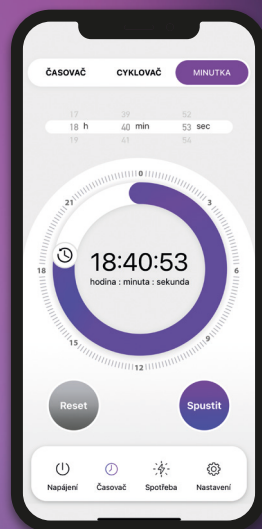 ČASOVAČ CYKLOVAČ MINUTKA
17 39 52
18 h 40 min 53 sec
19 41 54
0
21 3
18 6
18:40:53
hodina : minuta : sekunda
15 9
12
Reset Spustit
Napájení Časovač Spotřeba Nastavení